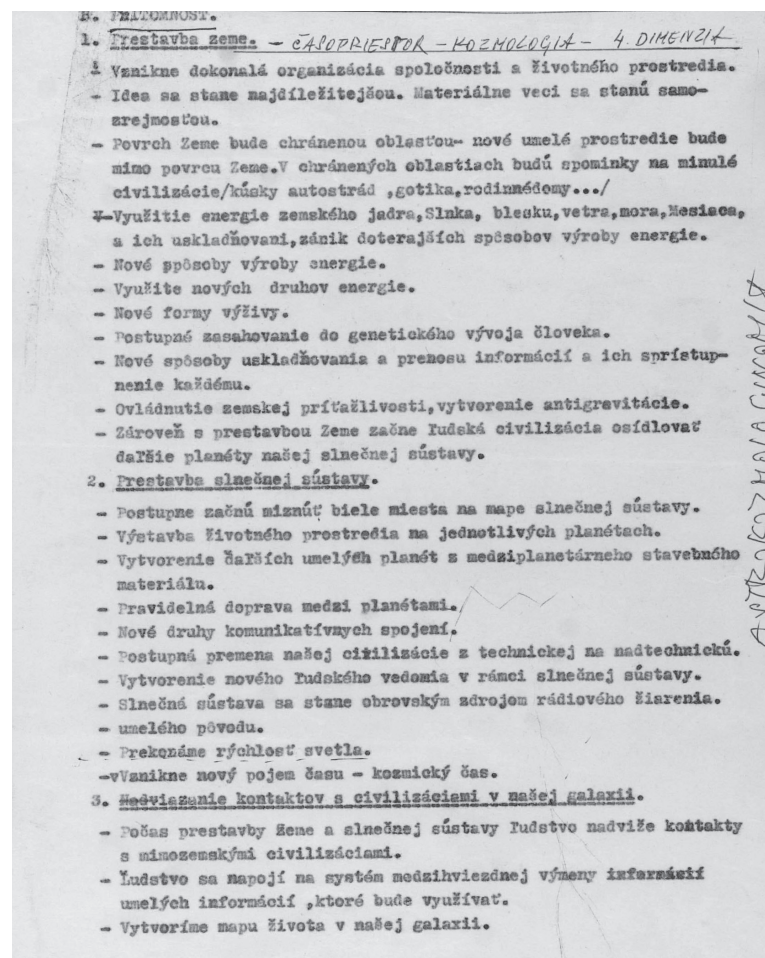 B. PRÍTOMNOSŤ.
1. Prestavba zeme. – ČASOPRIESTOR – KOZMOLOGIA – 4. DIMENZIA
- Vznikne dokonalá organizácia spoločnosti a životného prostredia.
- Idea sa stane najdíležitejšou. Materiálne veci sa stanú samo-
zrejmosťou.
- Povrch Zeme bude chránenou oblasťou- nové umelé prostredie bude
mimo povrcu Zeme.V chránených oblastiach budú spominky na minulé
civilizácie/kúsky autostrád ,gotika,rodinnédomy.../
-Využitie energie zemského jadra,Slnka, blesku,vetra,mora,Mesiaca,
a ich uskladňovani,zánik doterajších spôsobov výroby energie.
- Nové spôsoby výroby energie.
- Využite nových druhov energie.
- Nové formy výživy.
- Postupné zasahovanie do genetického vývoja človeka.
- Nové spôsoby uskladňovania a prenosu informácií a ich sprístup-
nenie každému.
- Ovládnutie zemskej príťažlivosti,vytvorenie antigravitácie.
- Zároveň s prestavbou Zeme začne ľudská civilizácia osídlovať
ďaľšie planéty našej slnečnej sústavy.
2. Prestavba slnečnej sústavy.
- Postupne začnú miznúť biele miesta na mape slnečnej sústavy.
- Výstavba životného prostredia na jednotlivých planétach.
- Vytvorenie ďaľších umelých planét z medziplanetárneho stavebného
materiálu.
- Pravidelná doprava medzi planétami.
- Nové druhy komunikatívnych spojení.
- Postupná premena našej civilizácie z technickej na nadtechnickú.
- Vytvorenie nového ľudského vedomia v rámci slnečnej sústavy.
- Slnečná sústava sa stane obrovským zdrojom rádiového žiarenia.
- umelého pôvodu.
- Prekonáme rýchlosť svetla.
-vVznikne nový pojem času - kozmický čas.
3. Nadviazanie kontaktov s civilizáciami v našej galaxii.
- Počas prestavby Zeme a slnečnej sústavy ľudstvo nadviže kontakty
s mimozemskými civilizáciami.
- Ľudstvo sa napojí na systém medzihviezdnej výmeny informácií
umelých informácií ,ktoré bude využívať.
- Vytvoríme mapu života v našej galaxii.